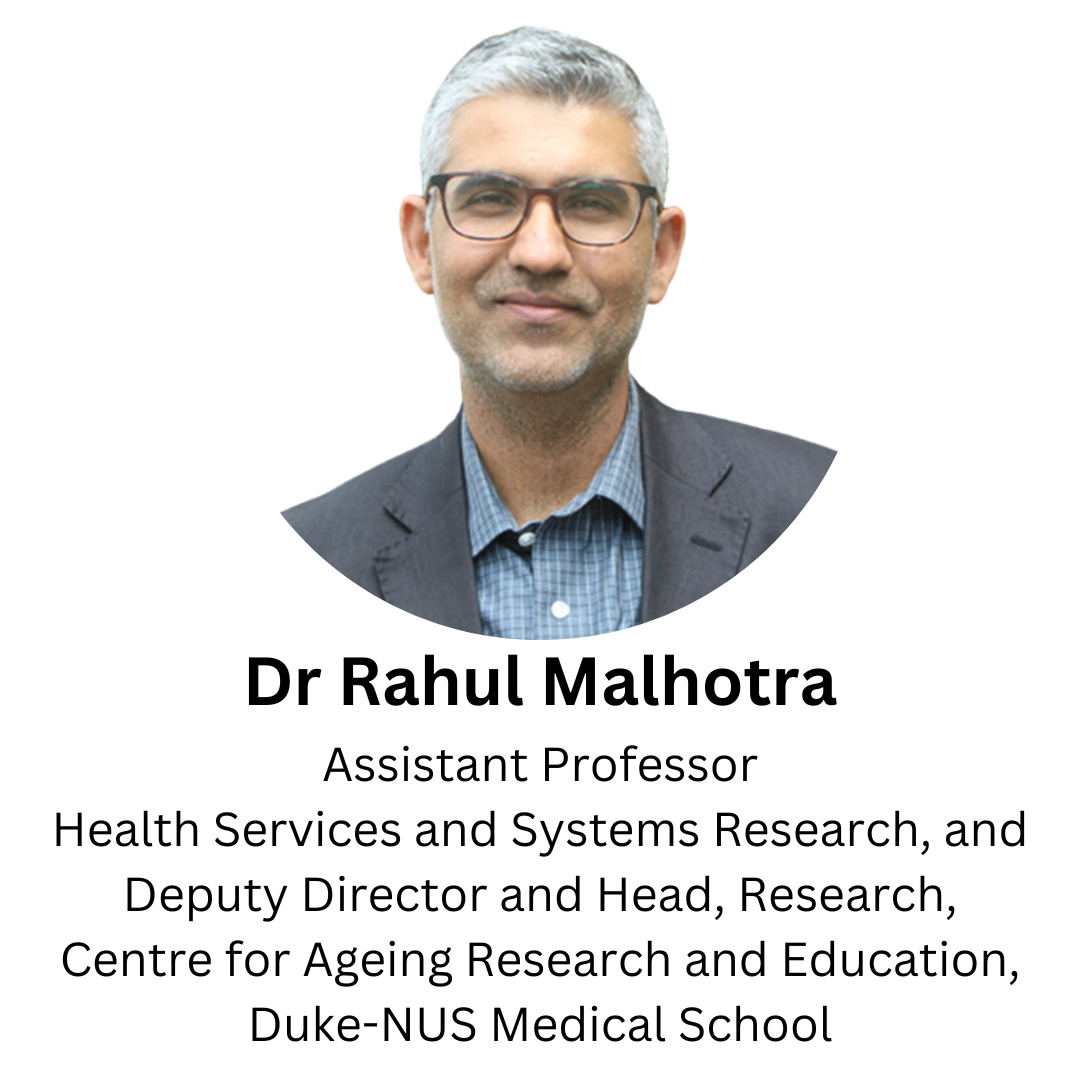 Dr Rahul Malhotra
Assistant Professor
Health Services and Systems Research, and
Deputy Director and Head, Research,
Centre for Ageing Research and Education,
Duke-NUS Medical School